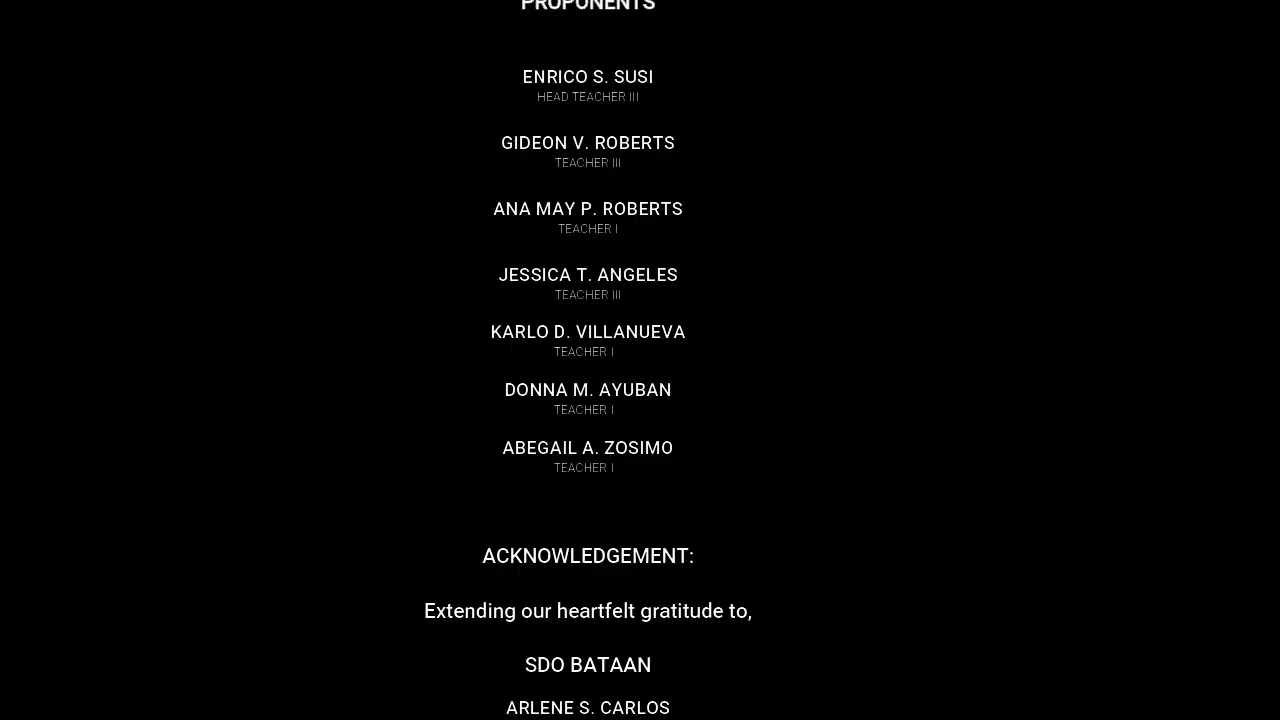 PROPONENTS
ENRICO S. SUSI
HEAD TEACHER III
GIDEON V. ROBERTS
TEACHER III
ANA MAY P. ROBERTS
TEACHER I
JESSICA T. ANGELES
TEACHER III
KARLO D. VILLANUEVA
TEACHER I
DONNA M. AYUBAN
TEACHER I
ABEGAIL A. ZOSIMO
TEACHER I
ACKNOWLEDGEMENT:
Extending our heartfelt gratitude to,
SDO BATAAN
ARLENE S. CARLOS